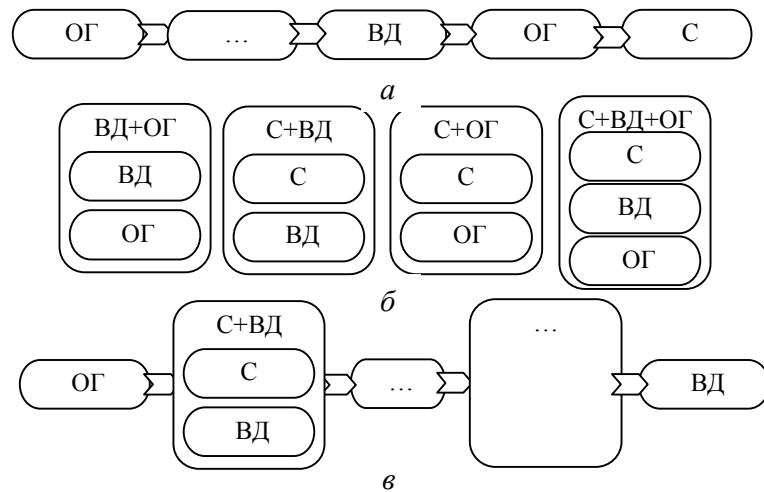 ОГ … ВД ОГ С
а
ВД+ОГ С+ВД С+ОГ С+ВД+ОГ
ВД С С С
ОГ ВД ОГ ВД
ОГ
б
С+ВД …
ОГ С … ВД
ВД
в